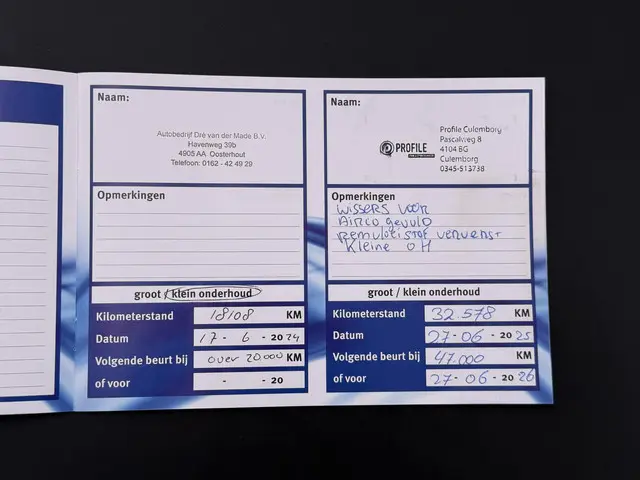 Naam:
Autobedrijf Dré van der Made B.V.
Havenweg 39b
4905 AA Oosterhout
Telefoon: 0162 - 42 49 29
Opmerkingen
groot / klein onderhoud
Kilometerstand 18108 KM
Datum 17 - 6 - 2024
Volgende beurt bij over 20000 KM
of voor - - 20
Naam:
PROFILE
Profile Culemborg
Pascalweg 8
4104 BG
Culemborg
0345-513738
Opmerkingen
WISSERS VOOR
AIRCO gevuld
REMVLOEISTOF VERVERST
Kleine OH
groot / klein onderhoud
Kilometerstand 32.578 KM
Datum 27 - 06 - 2025
Volgende beurt bij 47.000 KM
of voor 27 - 06 - 2026